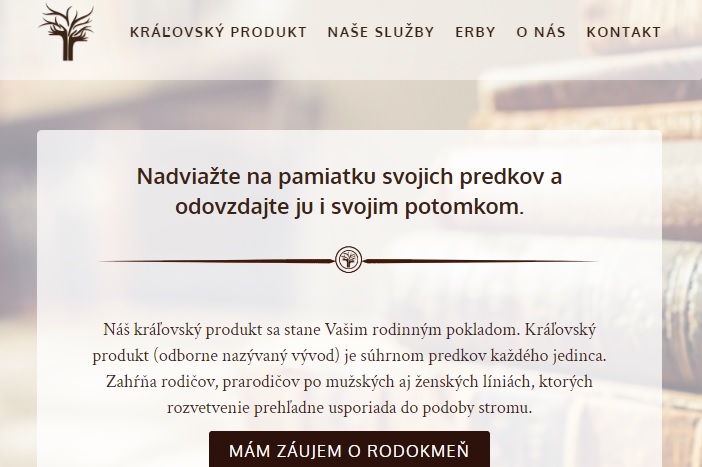 KRÁĽOVSKÝ PRODUKT NAŠE SLUŽBY ERBY O NÁS KONTAKT
Nadviažte na pamiatku svojich predkov a
odovzdajte ju i svojim potomkom.
Náš kráľovský produkt sa stane Vašim rodinným pokladom. Kráľovský
produkt (odborne nazývaný vývod) je súhrnom predkov každého jedinca.
Zahŕňa rodičov, prarodičov po mužských aj ženských líniách, ktorých
rozvetvenie prehľadne usporiada do podoby stromu.
MÁM ZÁUJEM O RODOKMEŇ